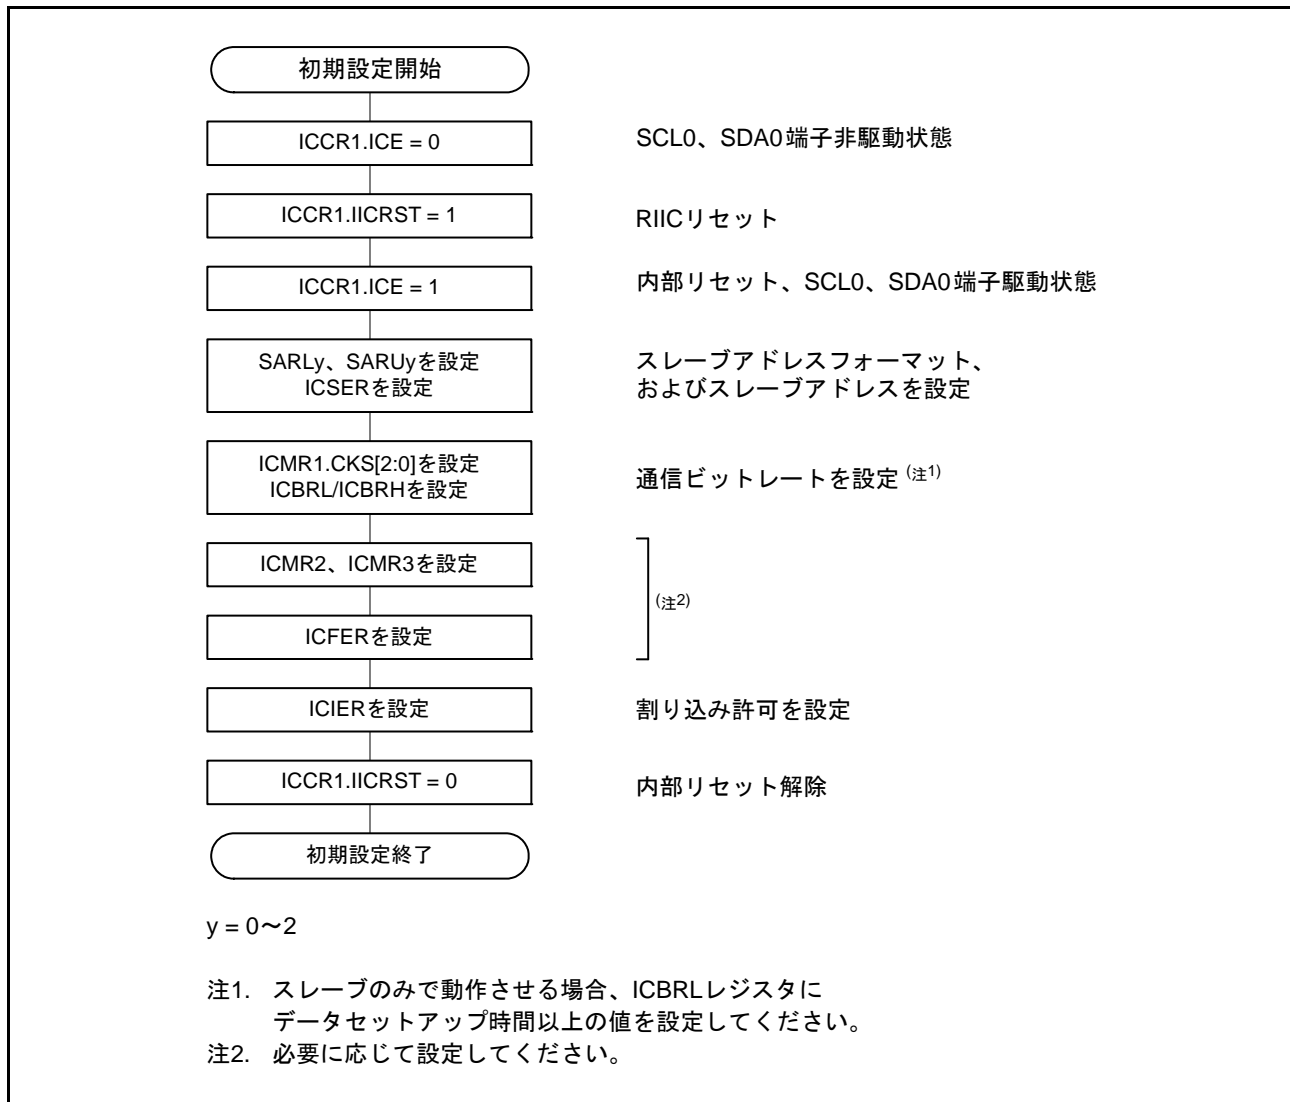 初期設定開始
ICCR1.ICE = 0
SCL0、SDA0端子非駆動状態
ICCR1.IICRST = 1
RIICリセット
ICCR1.ICE = 1
内部リセット、SCL0、SDA0端子駆動状態
SARLy、SARUyを設定
ICSERを設定
スレーブアドレスフォーマット、
およびスレーブアドレスを設定
ICMR1.CKS[2:0]を設定
ICBRL/ICBRHを設定
通信ビットレートを設定 (注1)
ICMR2、ICMR3を設定
(注2)
ICFERを設定
ICIERを設定
割り込み許可を設定
ICCR1.IICRST = 0
内部リセット解除
初期設定終了
y = 0～2
注1. スレーブのみで動作させる場合、ICBRLレジスタに
データセットアップ時間以上の値を設定してください。
注2. 必要に応じて設定してください。